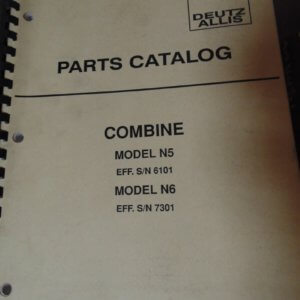 DEUTZ
ALLIS
PARTS CATALOG
COMBINE
MODEL N5
EFF. S/N 6101
MODEL N6
EFF. S/N 7301